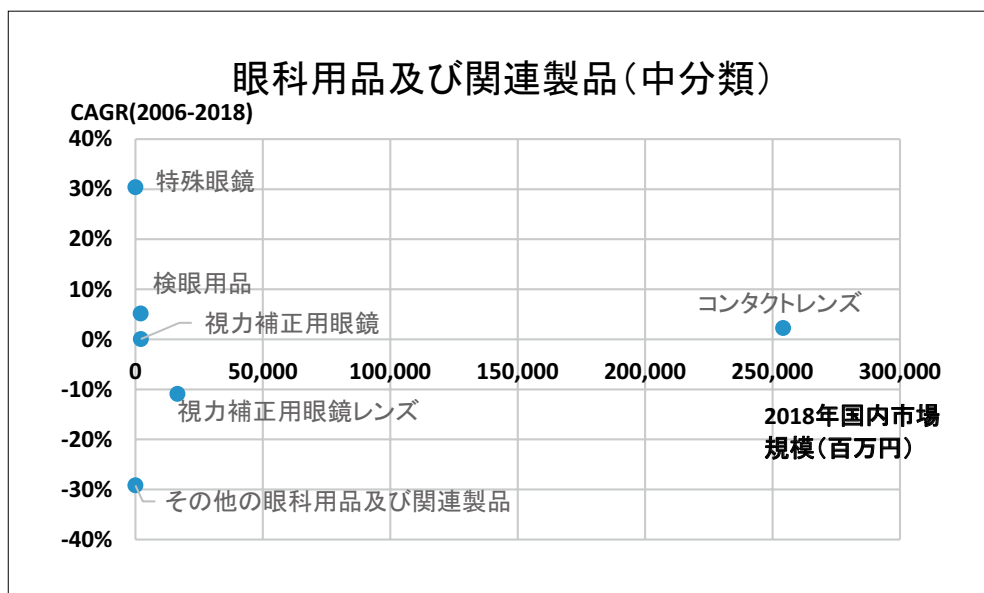 眼科用品及び関連製品（中分類）
CAGR(2006-2018)
40%
30%
特殊眼鏡
20%
10%
検眼用品
コンタクトレンズ
視力補正用眼鏡
0%
0 50,000 100,000 150,000 200,000 250,000 300,000
-10%
視力補正用眼鏡レンズ
2018年国内市場
規模（百万円）
-20%
-30%
その他の眼科用品及び関連製品
-40%